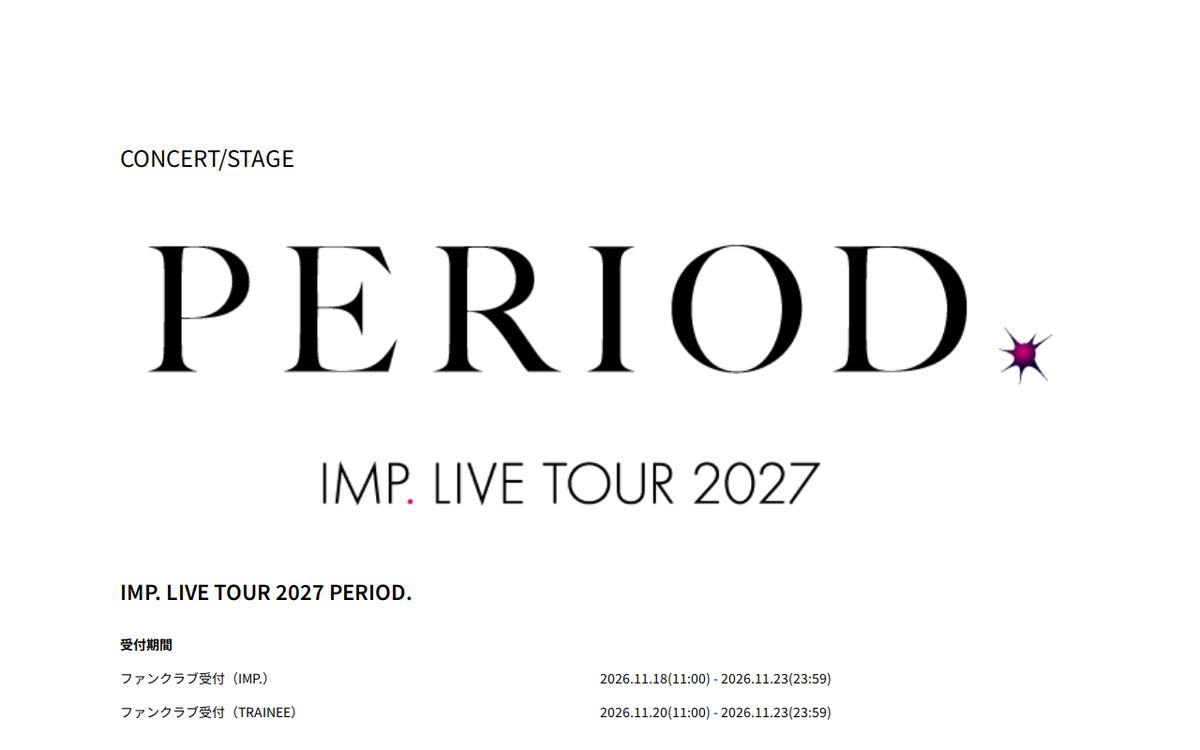 CONCERT/STAGE
PERIOD.
IMP. LIVE TOUR 2027
IMP. LIVE TOUR 2027 PERIOD.
受付期間
ファンクラブ受付（IMP.） 2026.11.18(11:00) - 2026.11.23(23:59)
ファンクラブ受付（TRAINEE） 2026.11.20(11:00) - 2026.11.23(23:59)